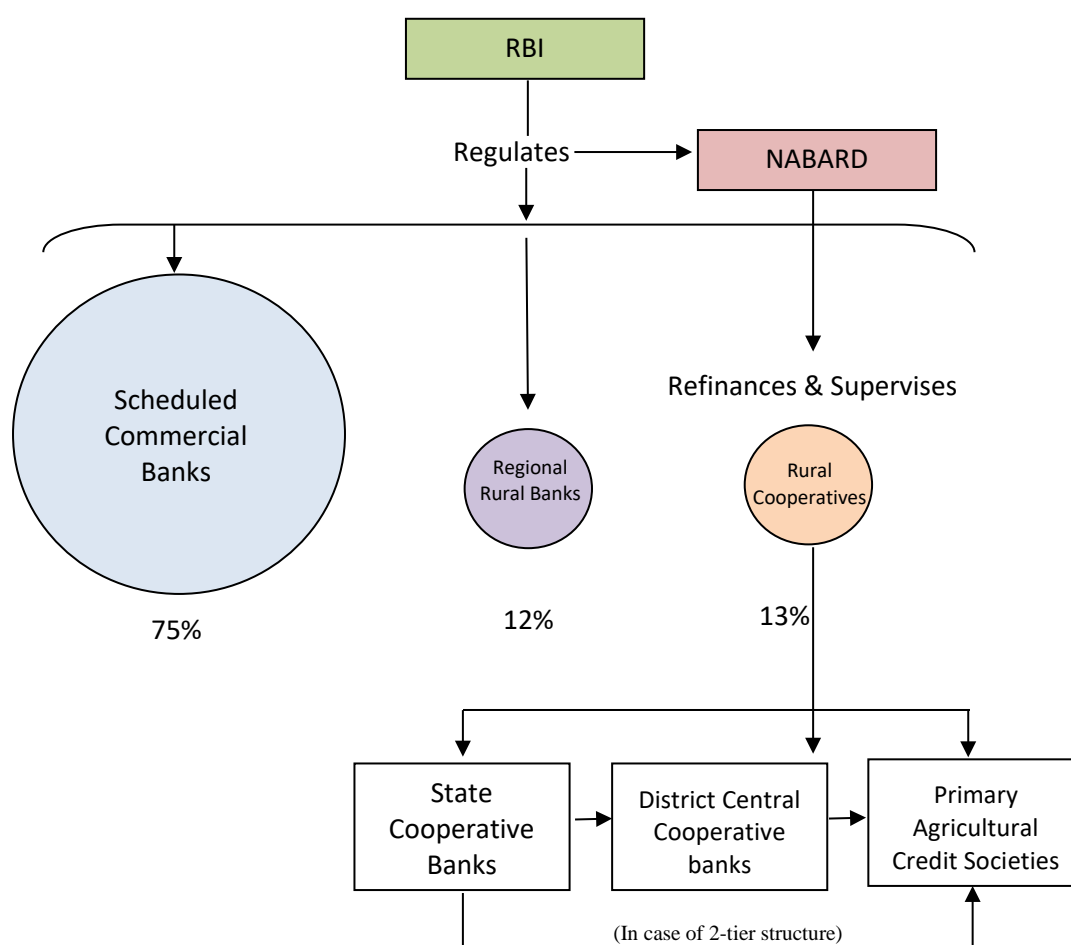 RBI
Regulates
NABARD
Refinances & Supervises
Scheduled
Commercial
Banks
Regional
Rural Banks
Rural
Cooperatives
75%
12%
13%
State
Cooperative
Banks
District Central
Cooperative
banks
Primary
Agricultural
Credit Societies
(In case of 2-tier structure)